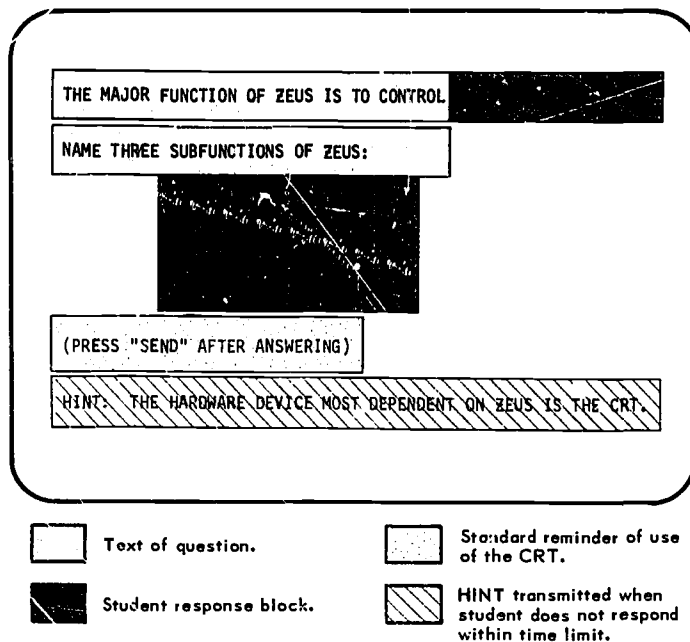 THE MAJOR FUNCTION OF ZEUS IS TO CONTROL
NAME THREE SUBFUNCTIONS OF ZEUS:
(PRESS "SEND" AFTER ANSWERING)
HINT: THE HARDWARE DEVICE MOST DEPENDENT ON ZEUS IS THE CRT.
Text of question.
Student response block.
Standard reminder of use
of the CRT.
HINT transmitted when
student does not respond
within time limit.